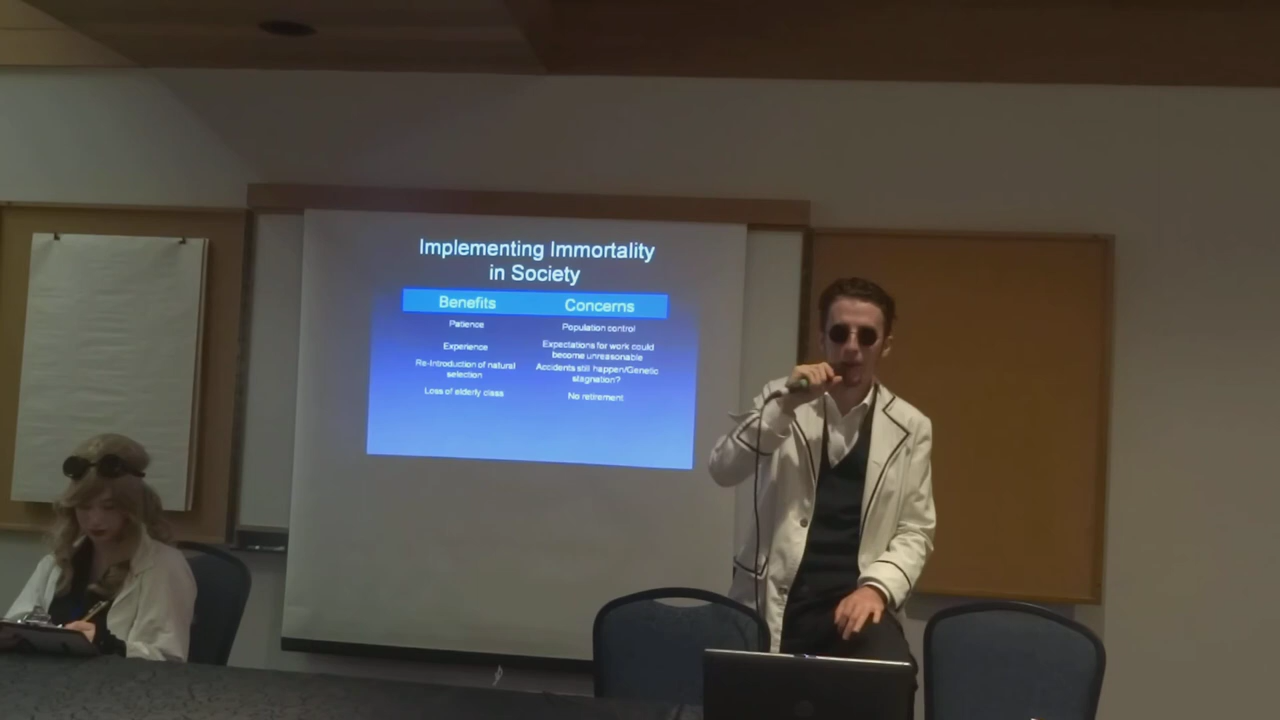 Implementing Immortality
in Society
Benefits Concerns
Patience Population control
Experience Expectations for work could
become unreasonable
Re-Introduction of natural Accidents still happen/Genetic
selection stagnation?
Loss of elderly class No retirement